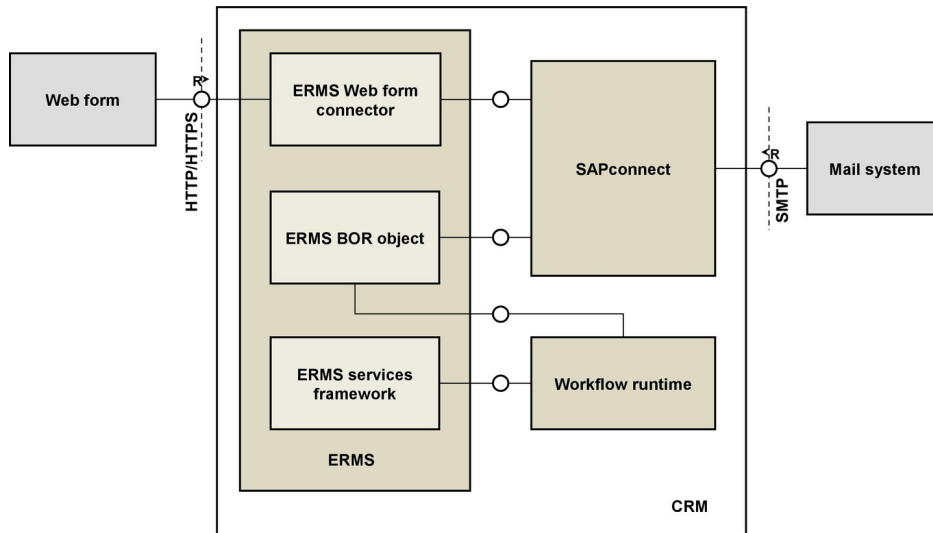 Web form
R
HTTP/HTTPS
ERMS Web form
connector
SAPconnect
R
SMTP
Mail system
ERMS BOR object
ERMS services
framework
Workflow runtime
ERMS
CRM